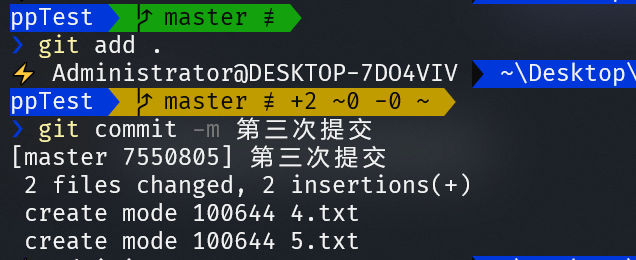 ppTest master ≢
❯ git add .
⚡ Administrator@DESKTOP-7DO4VIV ~\Desktop\
ppTest master ≢ +2 ~0 -0 ~
❯ git commit -m 第三次提交
[master 7550805] 第三次提交
2 files changed, 2 insertions(+)
create mode 100644 4.txt
create mode 100644 5.txt